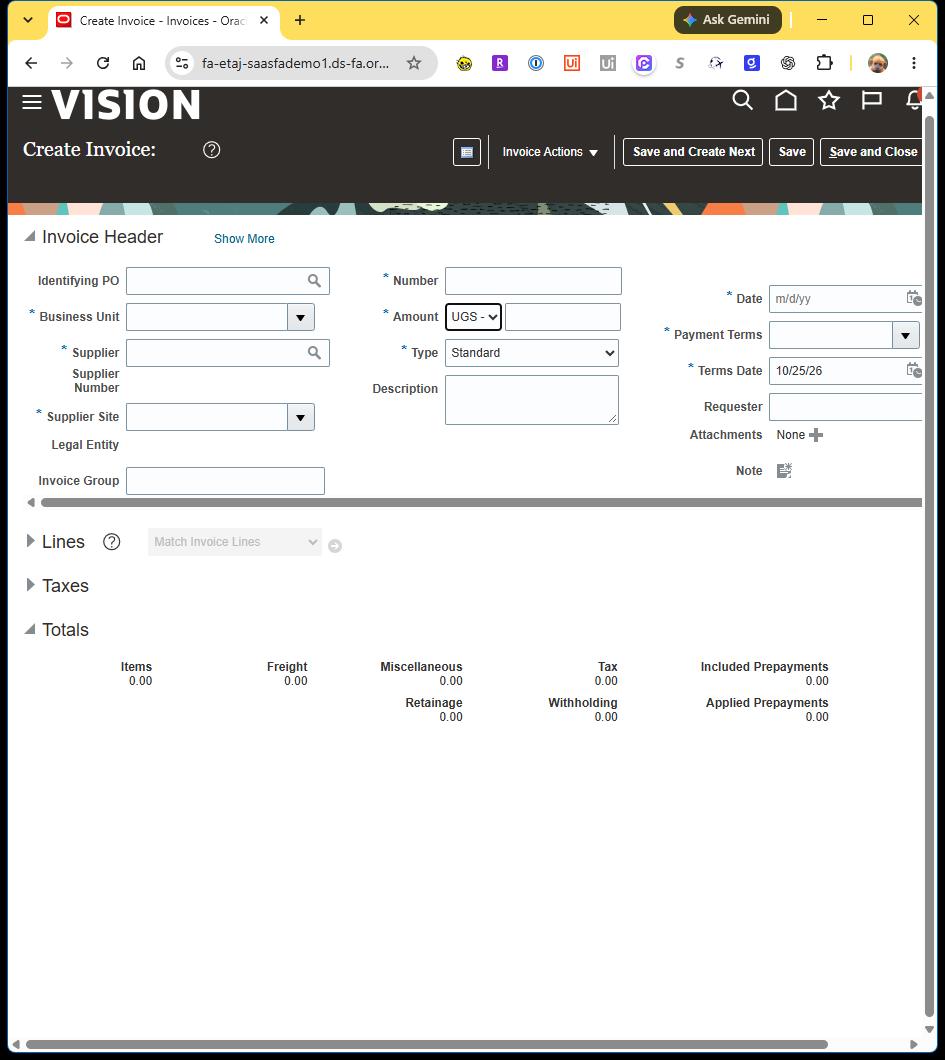 Create Invoice - Invoices - Orac
Ask Gemini
fa-etaj-saasfademo1.ds-fa.or...
VISION
Create Invoice:
Invoice Actions
Save and Create Next
Save
Save and Close
Invoice Header
Show More
Identifying PO
* Business Unit
* Supplier
Supplier
Number
* Supplier Site
Legal Entity
Invoice Group
* Number
* Amount
UGS -
* Type
Standard
Description
* Date
m/d/yy
* Payment Terms
* Terms Date
10/25/26
Requester
Attachments
None
Note
Lines
Match Invoice Lines
Taxes
Totals
Items
0.00
Freight
0.00
Miscellaneous
0.00
Tax
0.00
Included Prepayments
0.00
Retainage
0.00
Withholding
0.00
Applied Prepayments
0.00